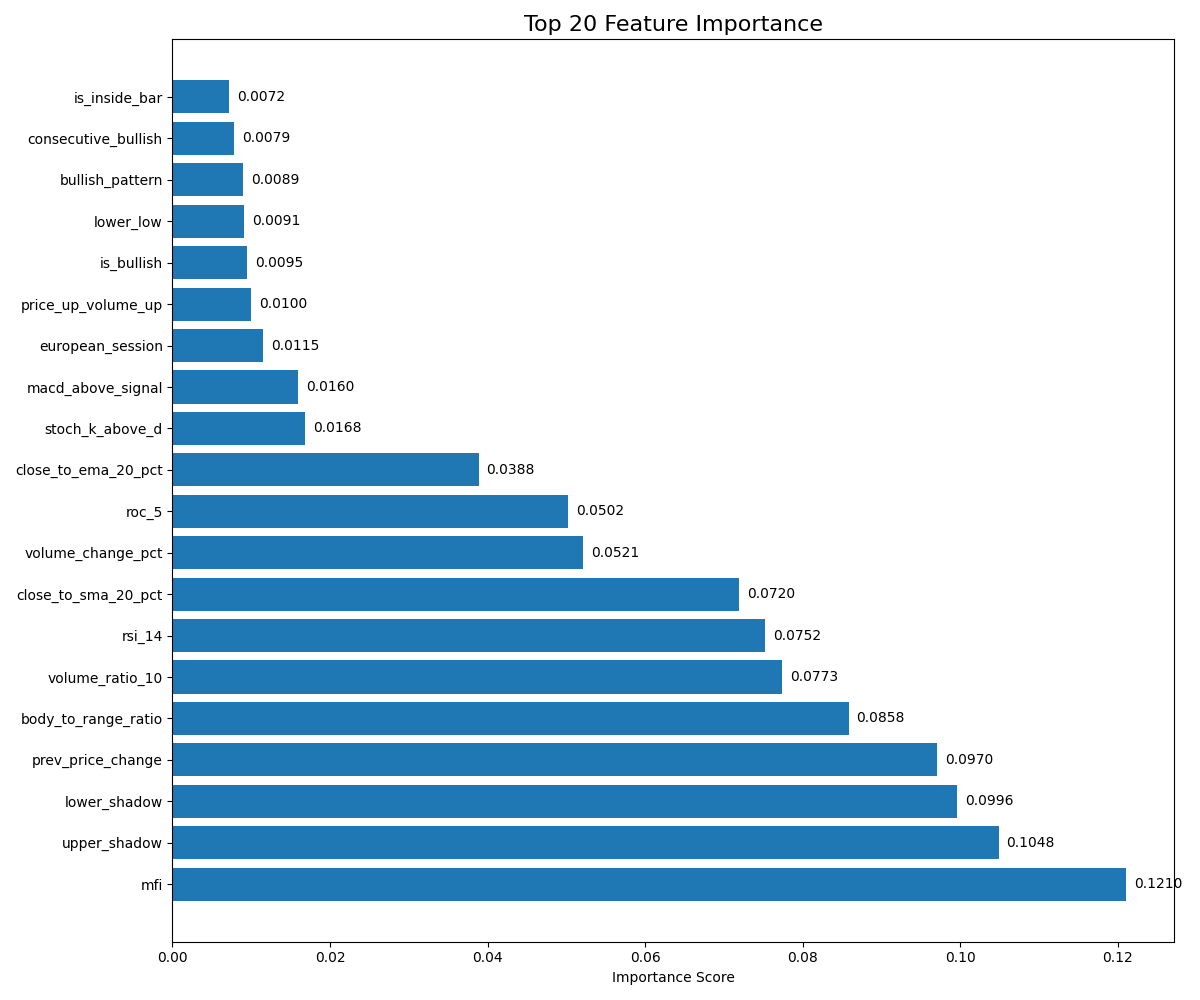 Top 20 Feature Importance
is_inside_bar 0.0072
consecutive_bullish 0.0079
bullish_pattern 0.0089
lower_low 0.0091
is_bullish 0.0095
price_up_volume_up 0.0100
european_session 0.0115
macd_above_signal 0.0160
stoch_k_above_d 0.0168
close_to_ema_20_pct 0.0388
roc_5 0.0502
volume_change_pct 0.0521
close_to_sma_20_pct 0.0720
rsi_14 0.0752
volume_ratio_10 0.0773
body_to_range_ratio 0.0858
prev_price_change 0.0970
lower_shadow 0.0996
upper_shadow 0.1048
mfi 0.1210
0.00 0.02 0.04 0.06 0.08 0.10 0.12
Importance Score